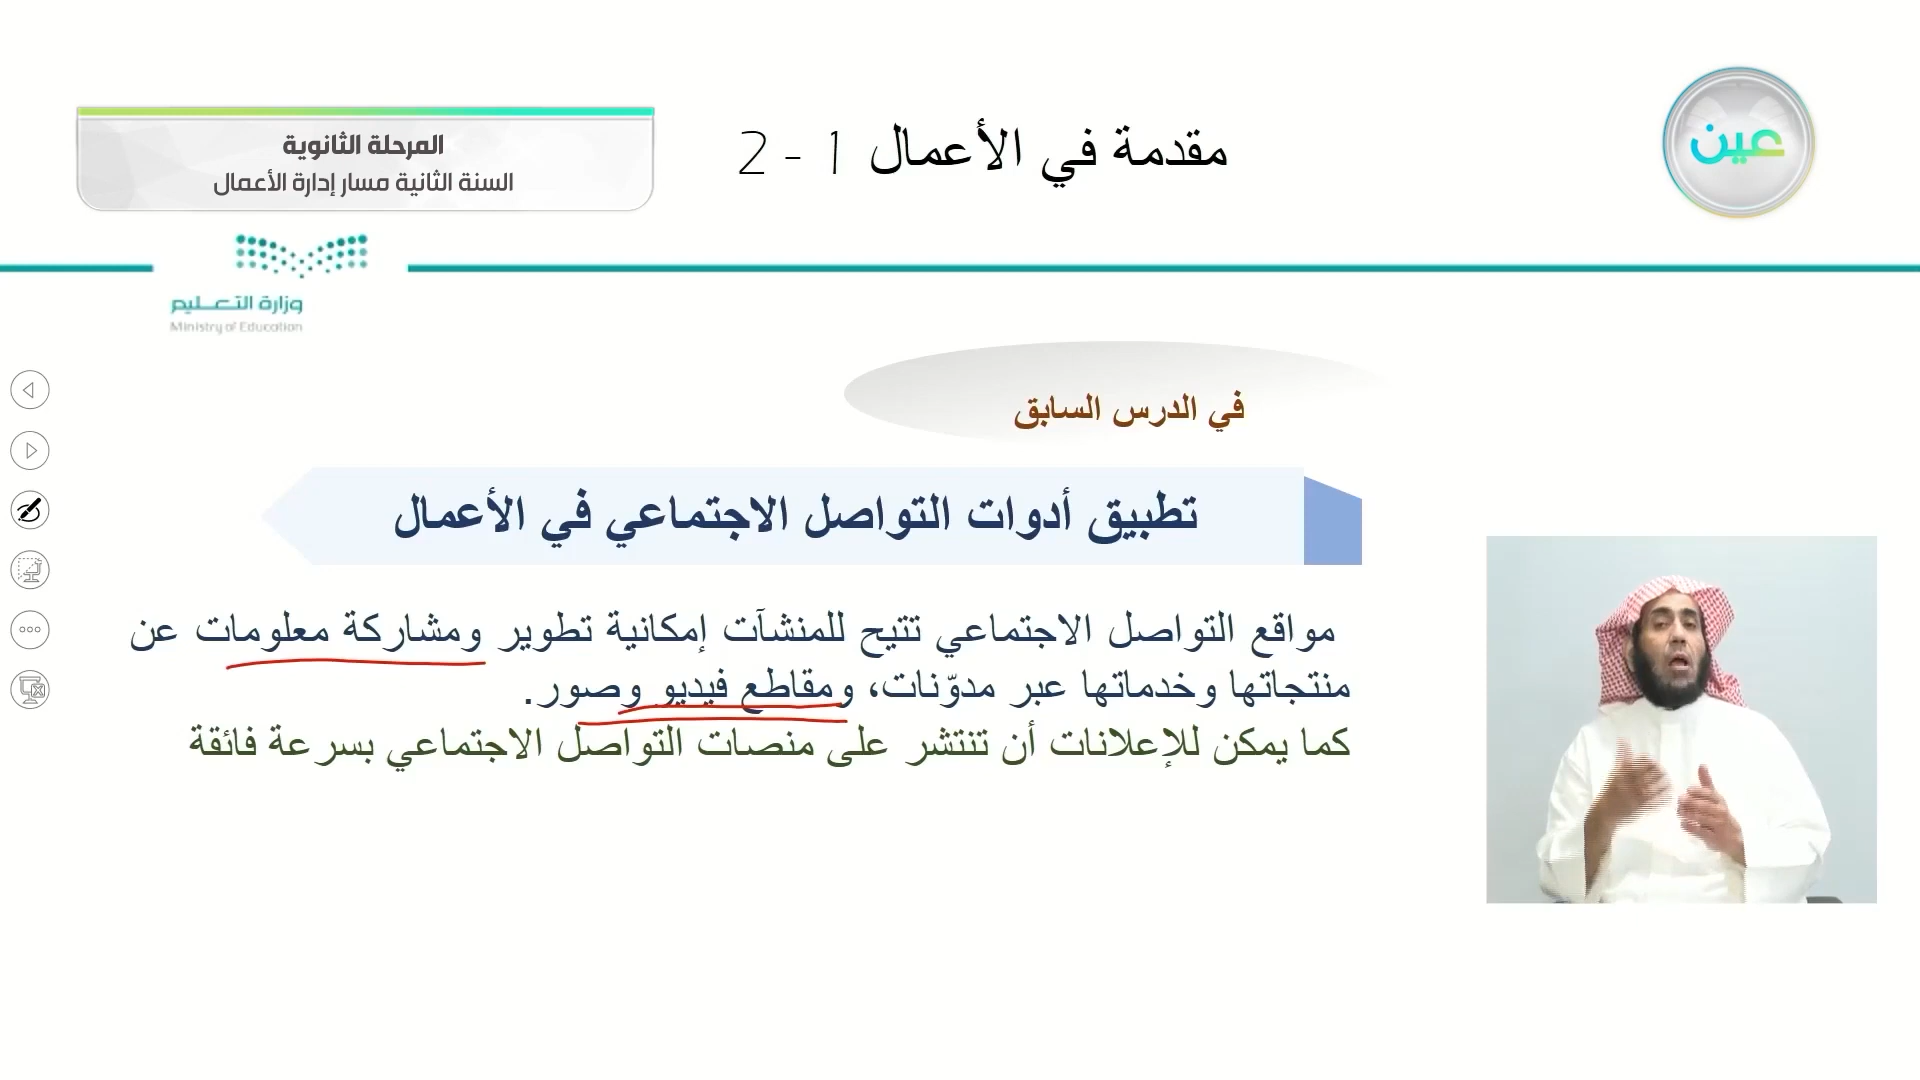 عين
مقدمة في الأعمال 1 - 2
المرحلة الثانوية
السنة الثانية مسار إدارة الأعمال
وزارة التعليم
Ministry of Education
في الدرس السابق
تطبيق أدوات التواصل الاجتماعي في الأعمال
مواقع التواصل الاجتماعي تتيح للمنشآت إمكانية تطوير ومشاركة معلومات عن
منتجاتها وخدماتها عبر مدوّنات، ومقاطع فيديو وصور.
كما يمكن للإعلانات أن تنتشر على منصات التواصل الاجتماعي بسرعة فائقة